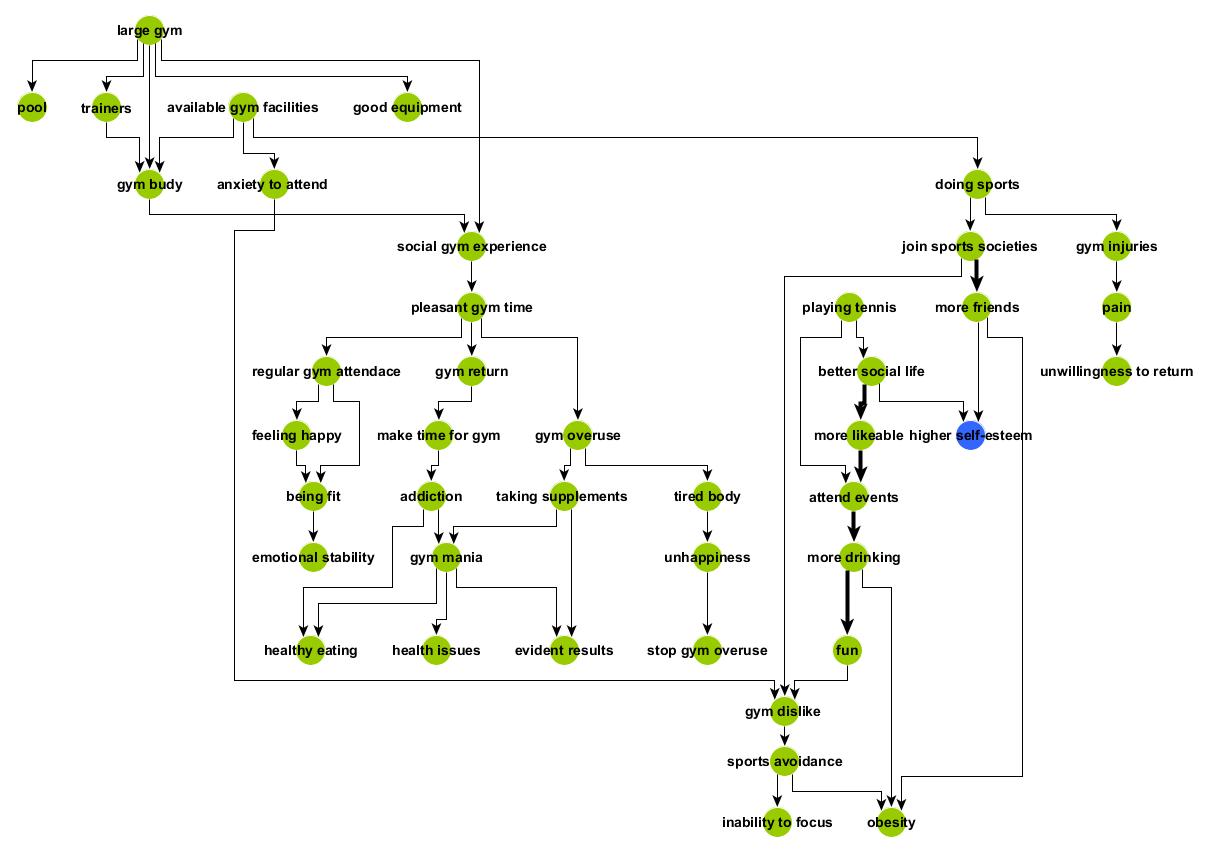 large gym
pool
trainers
available gym facilities
good equipment
gym budy
anxiety to attend
doing sports
social gym experience
join sports societies
gym injuries
pleasant gym time
playing tennis
more friends
pain
regular gym attendace
gym return
better social life
unwillingness to return
feeling happy
make time for gym
gym overuse
more likeable
higher self-esteem
being fit
addiction
taking supplements
tired body
attend events
emotional stability
gym mania
unhappiness
more drinking
healthy eating
health issues
evident results
stop gym overuse
fun
gym dislike
sports avoidance
inability to focus
obesity